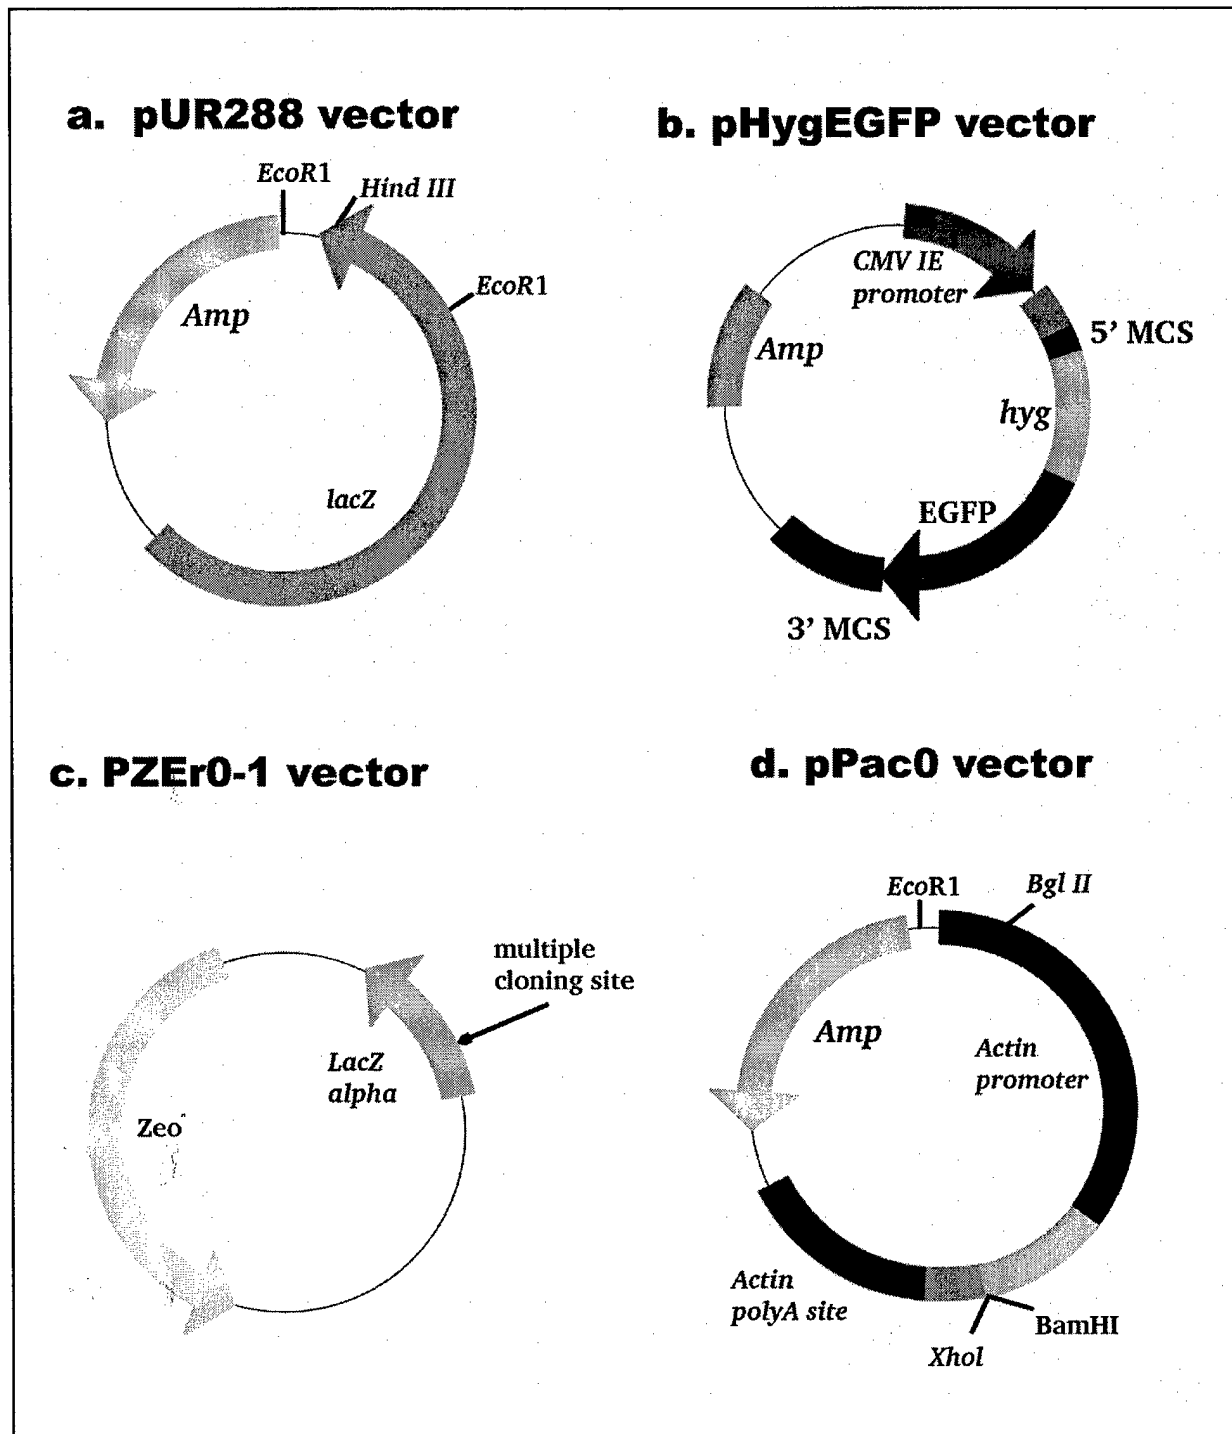 a. pUR288 vector
EcoR1
Hind III
EcoR1
Amp
lacZ
b. pHygEGFP vector
CMV IE
promoter
5' MCS
Amp
hyg
EGFP
3' MCS
c. PZEr0-1 vector
multiple
cloning site
LacZ
alpha
Zeo
d. pPac0 vector
EcoR1
Bgl II
Amp
Actin
promoter
Actin
polyA site
BamHI
XhoI